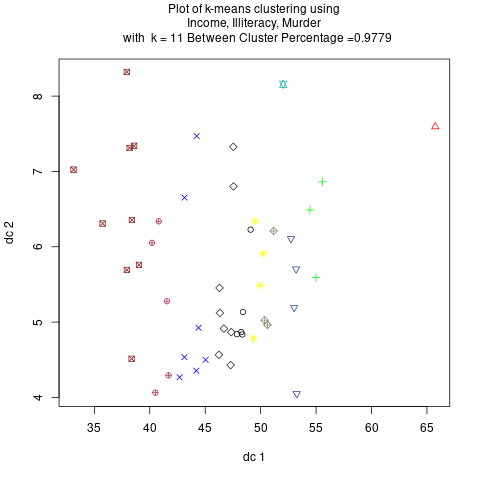 Plot of k-means clustering using
Income, Illiteracy, Murder
with  k = 11 Between Cluster Percentage =0.9779
8
7
6
5
4
dc 2
35 40 45 50 55 60 65
dc 1